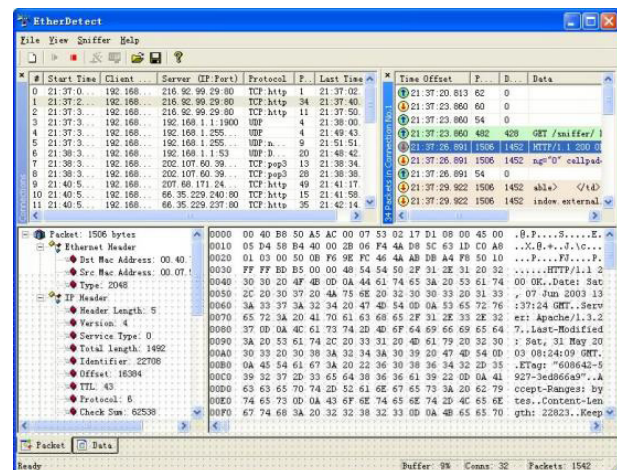 EtherDetect
File View Sniffer Help
# Start Time Client ... Server (IP:Port) Protocol P.. Last Time
0 21:37:0... 192.168... 216.92.99.29:80 TCP:http 1 21:37:02.
1 21:37:2... 192.168... 216.92.99.29:80 TCP:http 34 21:37:40.
2 21:37:3... 192.168... 216.92.99.29:80 TCP:http 11 21:37:50.
3 21:37:3... 192.168... 192.168.1.1:1900 UDP 4 21:38:00.
4 21:37:3... 192.168... 192.168.1.255... UDP 4 21:49:43.
5 21:37:3... 192.168... 192.168.1.255... UDP:n... 9 21:51:51.
6 21:38:3... 192.168... 192.168.1.1:53 UDP:D... 20 21:48:42.
7 21:38:3... 192.168... 202.107.60.39... TCP:pop3 13 21:38:34.
8 21:38:3... 192.168... 202.107.60.39... TCP:pop3 28 21:38:36.
9 21:40:5... 192.168... 207.68.171.24... TCP:http 49 21:41:17.
10 21:40:5... 192.168... 66.35.229.240:80 TCP:http 15 21:41:58.
11 21:40:5... 192.168... 66.35.229.237:80 TCP:http 35 21:42:14.
Connections
Time Offset P... D... Data
21:37:20.813 62 0
21:37:23.860 60 0
21:37:23.860 54 0
21:37:23.860 482 428 GET /sniffer/
21:37:26.891 1506 1452 HTTP/1.1 200 O
21:37:26.891 1506 1452 ng="0" cellpad
21:37:26.891 54 0
21:37:29.922 1506 1452 able> </td>
21:37:29.922 1506 1452 indow.external.
34 Packets in Connection No.1
Packet: 1506 bytes
Ethernet Header
Dst Mac Address: 00.40.
Src Mac Address: 00.07.
Type: 2048
IP Header
Header Length: 5
Version: 4
Service Type: 0
Total length: 1492
Identifier: 22708
Offset: 16384
TTL: 43
Protocol: 6
Check Sum: 62538
0000 00 40 B8 50 A5 AC 00 07 53 02 17 D1 08 00 45 00 .@.P....S.....E.
0010 05 D4 58 B4 40 00 2B 06 F4 4A D8 5C 63 1D C0 A8 ..X.@.+..J.\c...
0020 01 03 00 50 0B F6 9E FC 46 4A AB DB A4 F8 50 10 ...P....FJ....P.
0030 FF FF BD B5 00 00 48 54 54 50 2F 31 2E 31 20 32 ......HTTP/1.1 2
0040 30 30 20 4F 4B 0D 0A 44 61 74 65 3A 20 53 61 74 00 OK..Date: Sat
0050 2C 20 30 37 20 4A 75 6E 20 32 30 30 33 20 31 33 , 07 Jun 2003 13
0060 3A 33 37 3A 32 34 20 47 4D 54 0D 0A 53 65 72 76 :37:24 GMT..Serv
0070 65 72 3A 20 41 70 61 63 68 65 2F 31 2E 33 2E 32 er: Apache/1.3.2
0080 37 0D 0A 4C 61 73 74 2D 4D 6F 64 69 66 69 65 64 7..Last-Modified
0090 3A 20 53 61 74 2C 20 33 31 20 4D 61 79 20 32 30 : Sat, 31 May 20
00A0 30 33 20 30 38 3A 32 34 3A 30 39 20 47 4D 54 0D 03 08:24:09 GMT.
00B0 0A 45 54 61 67 3A 20 22 36 30 38 36 34 32 2D 35 .ETag: "608642-5
00C0 39 32 37 2D 33 65 64 38 36 36 61 39 22 0D 0A 41 927-3ed866a9"..A
00D0 63 63 65 70 74 2D 52 61 6E 67 65 73 3A 20 62 79 ccept-Ranges: by
00E0 74 65 73 0D 0A 43 6F 6E 74 65 6E 74 2D 4C 65 6E tes..Content-Len
00F0 67 74 68 3A 20 32 32 38 32 33 0D 0A 4B 65 65 70 gth: 22823..Keep
Packet Data
Ready Buffer: 9% Conns: 32 Packets: 1542